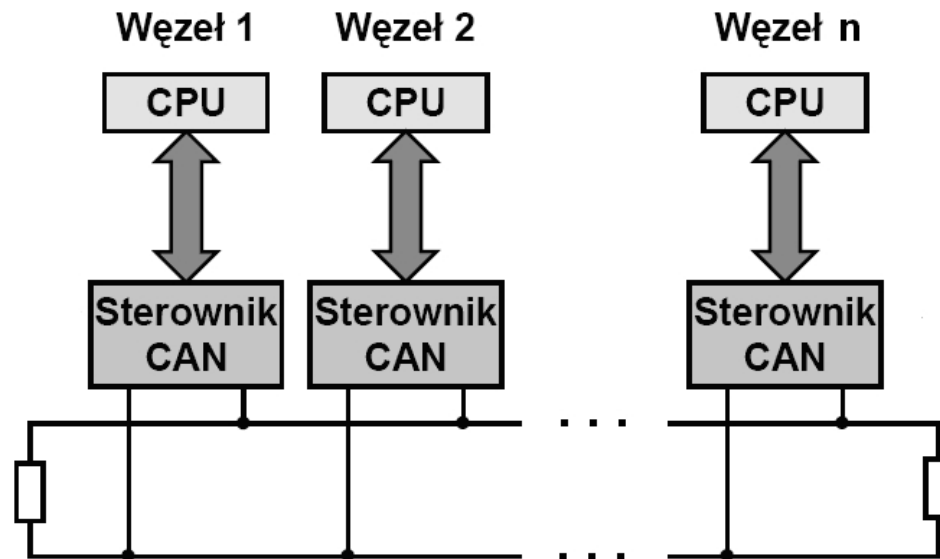 Węzeł 1 Węzeł 2 Węzeł n
CPU CPU CPU
Sterownik Sterownik Sterownik
CAN CAN CAN
. . .
. . .